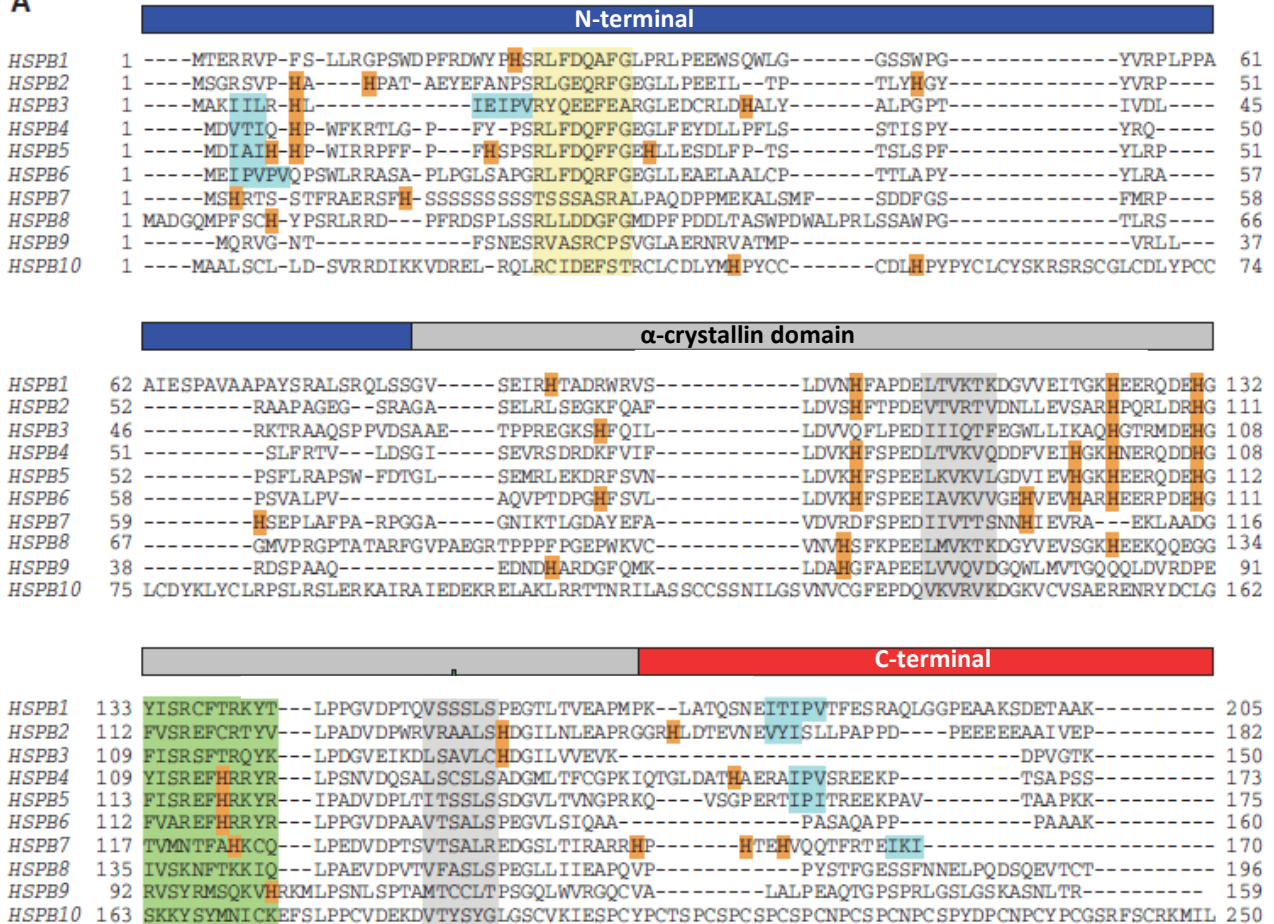 A
N-terminal
HSPB1 1 ----MTERRVP-FS-LLRGPSWDPFRDWYPHSRLFDQAFGLPRLPEEWSQWLG-------GSSWPG---------------YVRPLPPA 61
HSPB2 1 ----MSGRSVP-HA---HPAT-AEYEFANPSRLGEQRFGEGLLPEEIL--TP-------TLYHGY---------------YVRP----- 51
HSPB3 1 ----MAKIILR-HL-------------IEIPVRYQEEFEARGLEDCRLDHALY-------ALPGPT---------------IVDL----- 45
HSPB4 1 -----MDVTIQ-HP-WFKRTLG-P---FY-PSRLFDQFFGEGLFEYDLLPFLS-------STISPY---------------YRQ------ 50
HSPB5 1 -----MDIAIH-HP-WIRRPFF-P---FHSPSRLFDQFFGEHLLESDLFP-TS-------TSLSPF---------------YLRP----- 51
HSPB6 1 -----MEIPVPVQPSWLRRASA-PLPGLSAPGRLFDQRFGEGLLEAELAALCP-------TTLAPY---------------YLRA----- 57
HSPB7 1 -----MSHRTS-STFRAERSFH-SSSSSSSSSTSSSASRALPAQDPPMEKALSMF-----SDDFGS---------------FMRP----- 58
HSPB8 1 MADGQMPFSCH-YPSRLRRD--PFRDSPLSSRLLDDGFGMDPFPDDLTASWPDWALPRLSSAWPG---------------TLRS----- 66
HSPB9 1 ------MQRVG-NT-------------FSNESRVASRCPSVGLAERNRVATMP--------------------------VRLL--- 37
HSPB10 1 ----MAALSCL-LD-SVRRDIKKVDREL-RQLRCIDEFSTRCLCDLYMHPYCC-------CDLHPYPYCLCYSKRSRSCGLCDLYPCC 74
α-crystallin domain
HSPB1 62 AIESPAVAAPAYSRALSRQLSSGV-----SEIRHTADRWRVS------------LDVNHFAPDELTVKTKDGVVEITGKHEERQDEHG 132
HSPB2 52 ---------RAAPAGEG--SRAGA-----SELRLSEGKFQAF------------LDVSHFTPDEVTVRTVDNLLEVSARHPQRLDRHG 111
HSPB3 46 ---------RKTRAAQSPPVDSAAE----TPPREGKSHFQIL------------LDVVQFLPEDIIIQTFEGWLLIKAQHGTRMDEHG 108
HSPB4 51 ----------SLFRTV---LDSGI-----SEVRSDRDKFVIF------------LDVKHFSPEDLTVKVQDDFVEIHGKHNERQDDHG 108
HSPB5 52 ---------PSFLRAPSW-FDTGL-----SEMRLEKDRFSVN------------LDVKHFSPEELKVKVLGDVIEVHGKHEERQDEHG 112
HSPB6 58 ---------PSVALPV-------------AQVPTDPGHFSVL------------LDVKHFSPEEIAVKVVGEHVEVHARHEERPDEHG 111
HSPB7 59 ---------HSEPLAFPA-RPGGA-----GNIKTLGDAYEFA------------VDVRDFSPEDIIVTTSNNHIEVRA---EKLAADG 116
HSPB8 67 ---------GMVPRGPTATARFGVPAEGRTPPPFPGEPWKVC------------VNVHSFKPEELMVKTKDGYVEVSGKHEEKQQEGG 134
HSPB9 38 ---------RDSPAAQ-------------EDNDHARDGFQMK------------LDAHGFAPEELVVQVDGQWLMVTGQQQLDVRDPE 91
HSPB10 75 LCDYKLYCLRPSLRSLERKAIRAIEDEKRELAKLRRTTNRILASSCCSSNILGSVNVCGFEPDQVKVRVKDGKVCVSAERENRYDCLG 162
C-terminal
HSPB1 133 YISRCFTRKYT---LPPGVDPTQVSSSLSPEGTLTVEAPMPK--LATQSNEITIPVTFESRAQLGGPEAAKSDETAAK---------- 205
HSPB2 112 FVSREFCRTYV---LPADVDPWRVRAALSHDGILNLEAPRGGRHLDTEVNEVYISLLPAPPD----PEEEEEAAIVEP---------- 182
HSPB3 109 FISRSFTRQYK---LPDGVEIKDLSAVLCHDGILVVEVK---------------------------------DPVGTK---------- 150
HSPB4 109 YISREFHRRYR---LPSNVDQSALSCSLSADGMLTFCGPKIQTGLDATHAERAIPVSREEKP----------TSAPSS---------- 173
HSPB5 113 FISREFHRKYR---IPADVDPLTITSSLSSDGVLTVNGPRKQ----VSGPERTIPITREEKPAV--------TAAPKK---------- 175
HSPB6 112 FVAREFHRRYR---LPPGVDPAAVTSALSPEGVLSIQAA---------------PASAQAPP----------PAAAK----------- 160
HSPB7 117 TVMNTFAHKCQ---LPEDVDPTSVTSALREDGSLTIRARRHP-------HTEHVQQTFRTEIKI------------------------ 170
HSPB8 135 IVSKNFTKKIQ---LPAEVDPVTVFASLSPEGLLIIEAPQVP------------PYSTFGESSFNNELPQDSQEVTCT---------- 196
HSPB9 92 RVSYRMSQKVHRKMLPSNLSPTAMTCCLTPSGQLWVRGQCVA---------LALPEAQTGPSPRLGSLGSKASNLTR----------- 159
HSPB10 163 SKKYSYMNICKEFSLPPCVDEKDVTYSYGLGSCVKIESPCYPCTSPCSPCSPCSPCNPCSPCNPCSPYDPCNPCYPCGSRFSCRKMIL 250